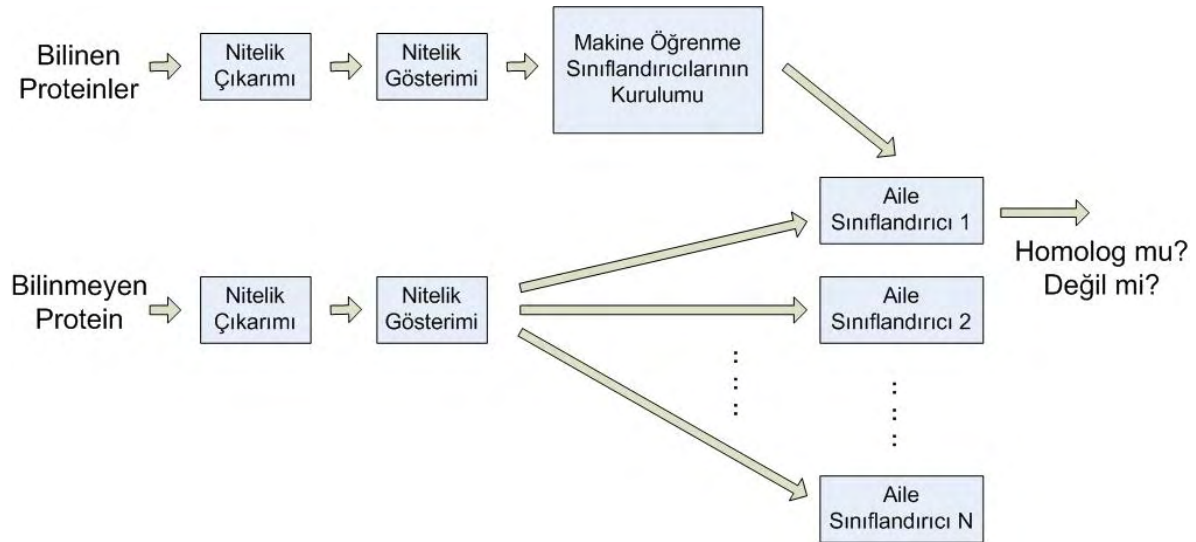 Bilinen
Proteinler
Nitelik
Çıkarımı
Nitelik
Gösterimi
Makine Öğrenme
Sınıflandırıcılarının
Kurulumu
Aile
Sınıflandırıcı 1
Homolog mu?
Değil mi?
Bilinmeyen
Protein
Nitelik
Çıkarımı
Nitelik
Gösterimi
Aile
Sınıflandırıcı 2
Aile
Sınıflandırıcı N